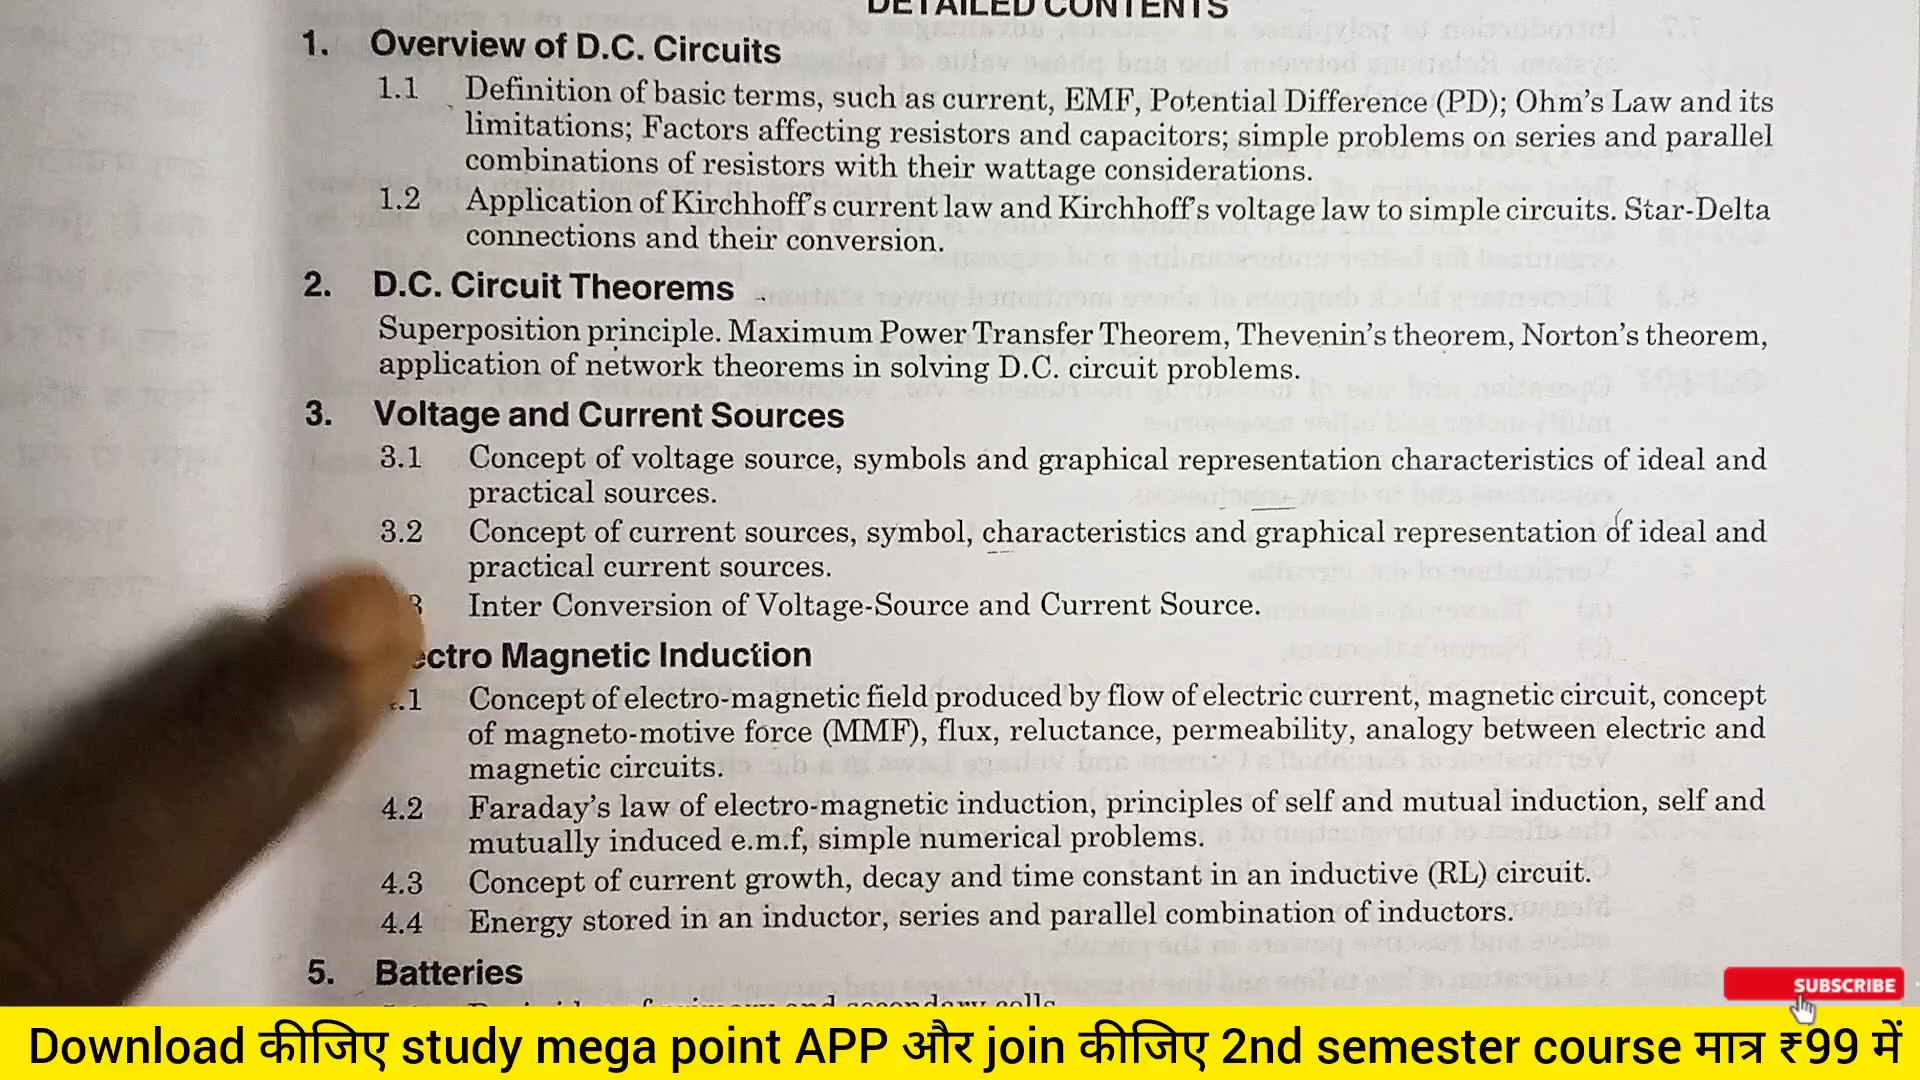 DETAILED CONTENTS
1. Overview of D.C. Circuits
1.1 Definition of basic terms, such as current, EMF, Potential Difference (PD); Ohm's Law and its
limitations; Factors affecting resistors and capacitors; simple problems on series and parallel
combinations of resistors with their wattage considerations.
1.2 Application of Kirchhoff's current law and Kirchhoff's voltage law to simple circuits. Star-Delta
connections and their conversion.
2. D.C. Circuit Theorems
Superposition principle. Maximum Power Transfer Theorem, Thevenin's theorem, Norton's theorem,
application of network theorems in solving D.C. circuit problems.
3. Voltage and Current Sources
3.1 Concept of voltage source, symbols and graphical representation characteristics of ideal and
practical sources.
3.2 Concept of current sources, symbol, characteristics and graphical representation of ideal and
practical current sources.
3 Inter Conversion of Voltage-Source and Current Source.
ectro Magnetic Induction
.1 Concept of electro-magnetic field produced by flow of electric current, magnetic circuit, concept
of magneto-motive force (MMF), flux, reluctance, permeability, analogy between electric and
magnetic circuits.
4.2 Faraday's law of electro-magnetic induction, principles of self and mutual induction, self and
mutually induced e.m.f, simple numerical problems.
4.3 Concept of current growth, decay and time constant in an inductive (RL) circuit.
4.4 Energy stored in an inductor, series and parallel combination of inductors.
5. Batteries
SUBSCRIBE
Download कीजिए study mega point APP और join कीजिए 2nd semester course मात्र ₹99 में